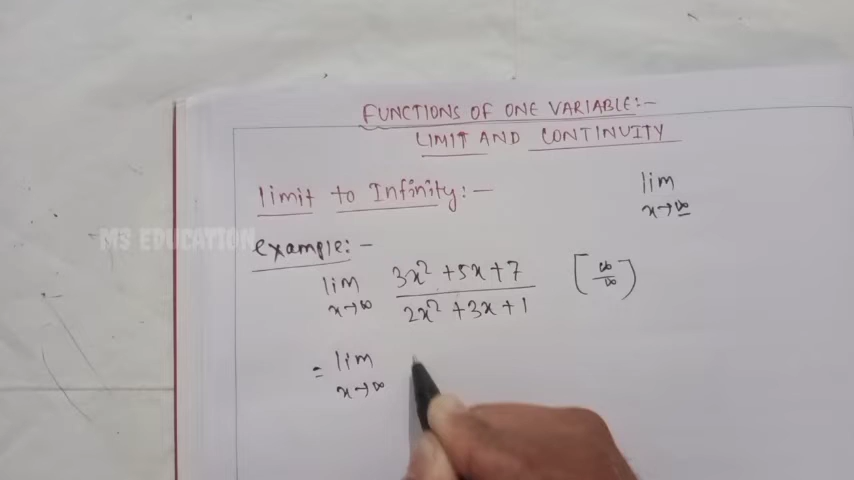 FUNCTIONS OF ONE VARIABLE:-
LIMIT AND CONTINUITY
limit to Infinity:-
lim
x→∞
MS EDUCATION
example:-
lim x→∞ (3x² + 5x + 7)/(2x² + 3x + 1) [∞/∞)
= lim
x→∞